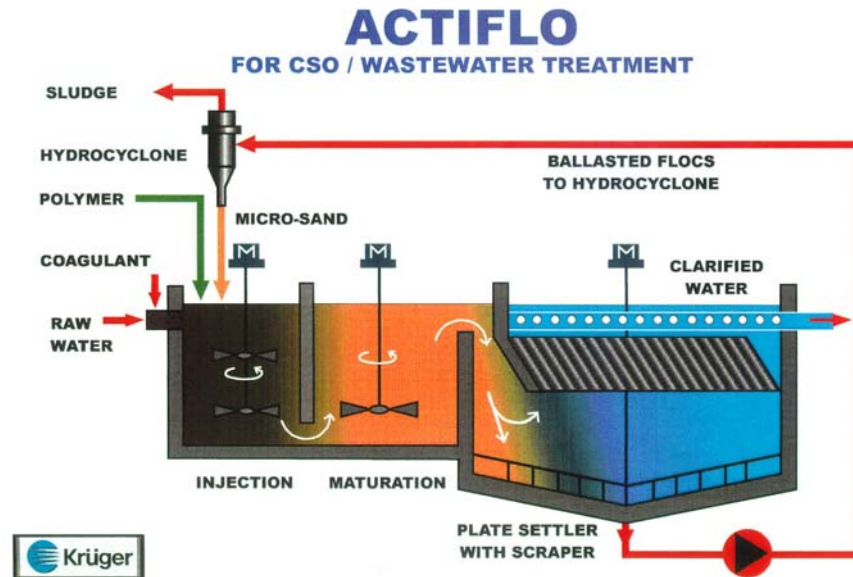 ACTIFLO
FOR CSO / WASTEWATER TREATMENT
SLUDGE
HYDROCYCLONE
BALLASTED FLOCS
TO HYDROCYCLONE
POLYMER
MICRO-SAND
COAGULANT
M
M
M
CLARIFIED
WATER
RAW
WATER
INJECTION
MATURATION
PLATE SETTLER
WITH SCRAPER
Krüger